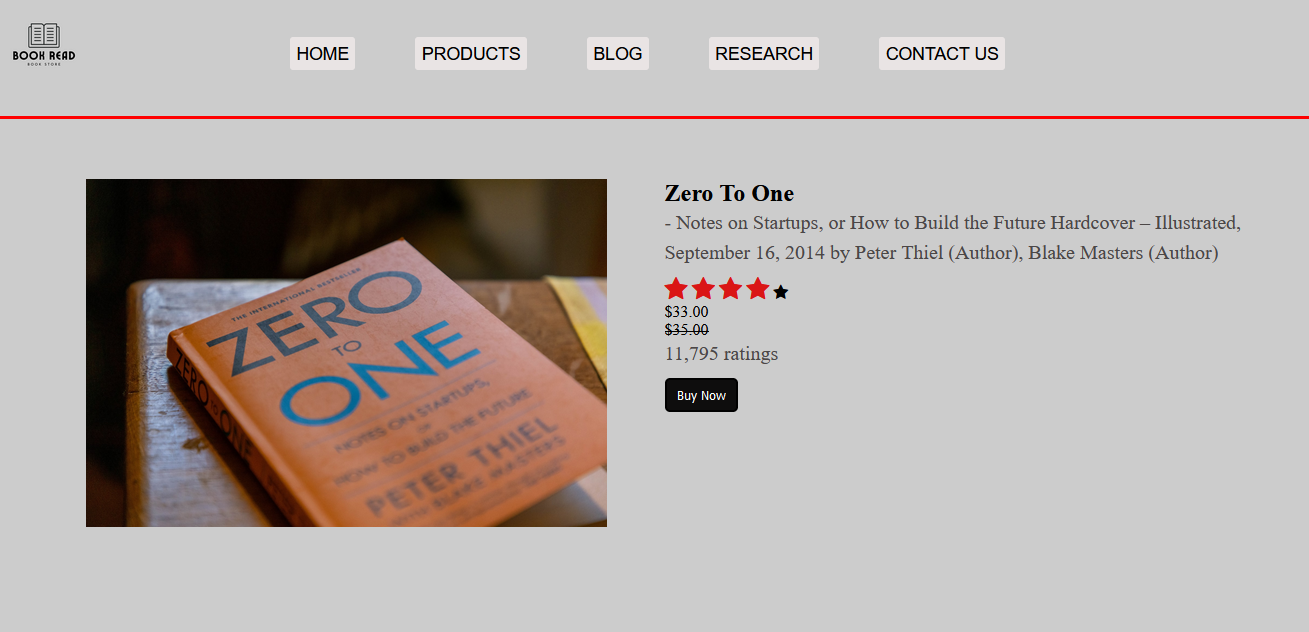 BOOK READ
BOOK STORE
HOME PRODUCTS BLOG RESEARCH CONTACT US
Zero To One
- Notes on Startups, or How to Build the Future Hardcover – Illustrated,
September 16, 2014 by Peter Thiel (Author), Blake Masters (Author)
$33.00
$35.00
11,795 ratings
Buy Now
THE INTERNATIONAL BESTSELLER
ZERO
TO
ONE
NOTES ON STARTUPS,
OR
HOW TO BUILD THE FUTURE
PETER THIEL
WITH BLAKE MASTERS
ZERO TO ONE